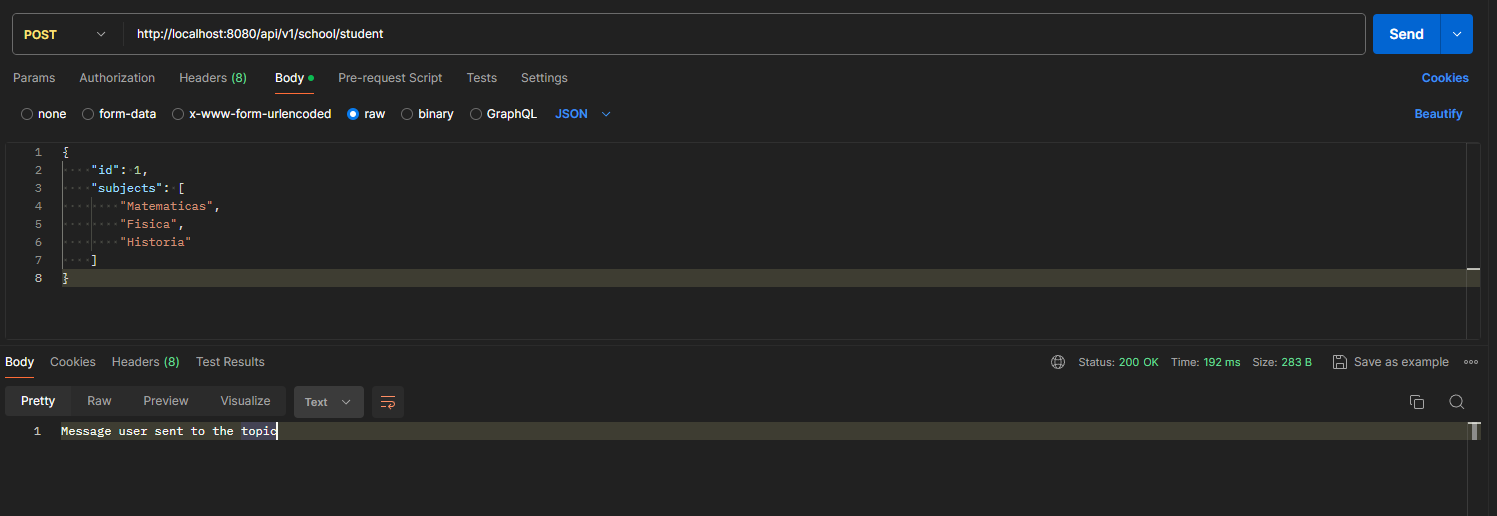 POST http://localhost:8080/api/v1/school/student Send
Params Authorization Headers (8) Body Pre-request Script Tests Settings Cookies
none form-data x-www-form-urlencoded raw binary GraphQL JSON Beautify
1 {
2 "id": 1,
3 "subjects": [
4 "Matematicas",
5 "Fisica",
6 "Historia"
7 ]
8 }
Body Cookies Headers (8) Test Results Status: 200 OK Time: 192 ms Size: 283 B Save as example
Pretty Raw Preview Visualize Text
1 Message user sent to the topic